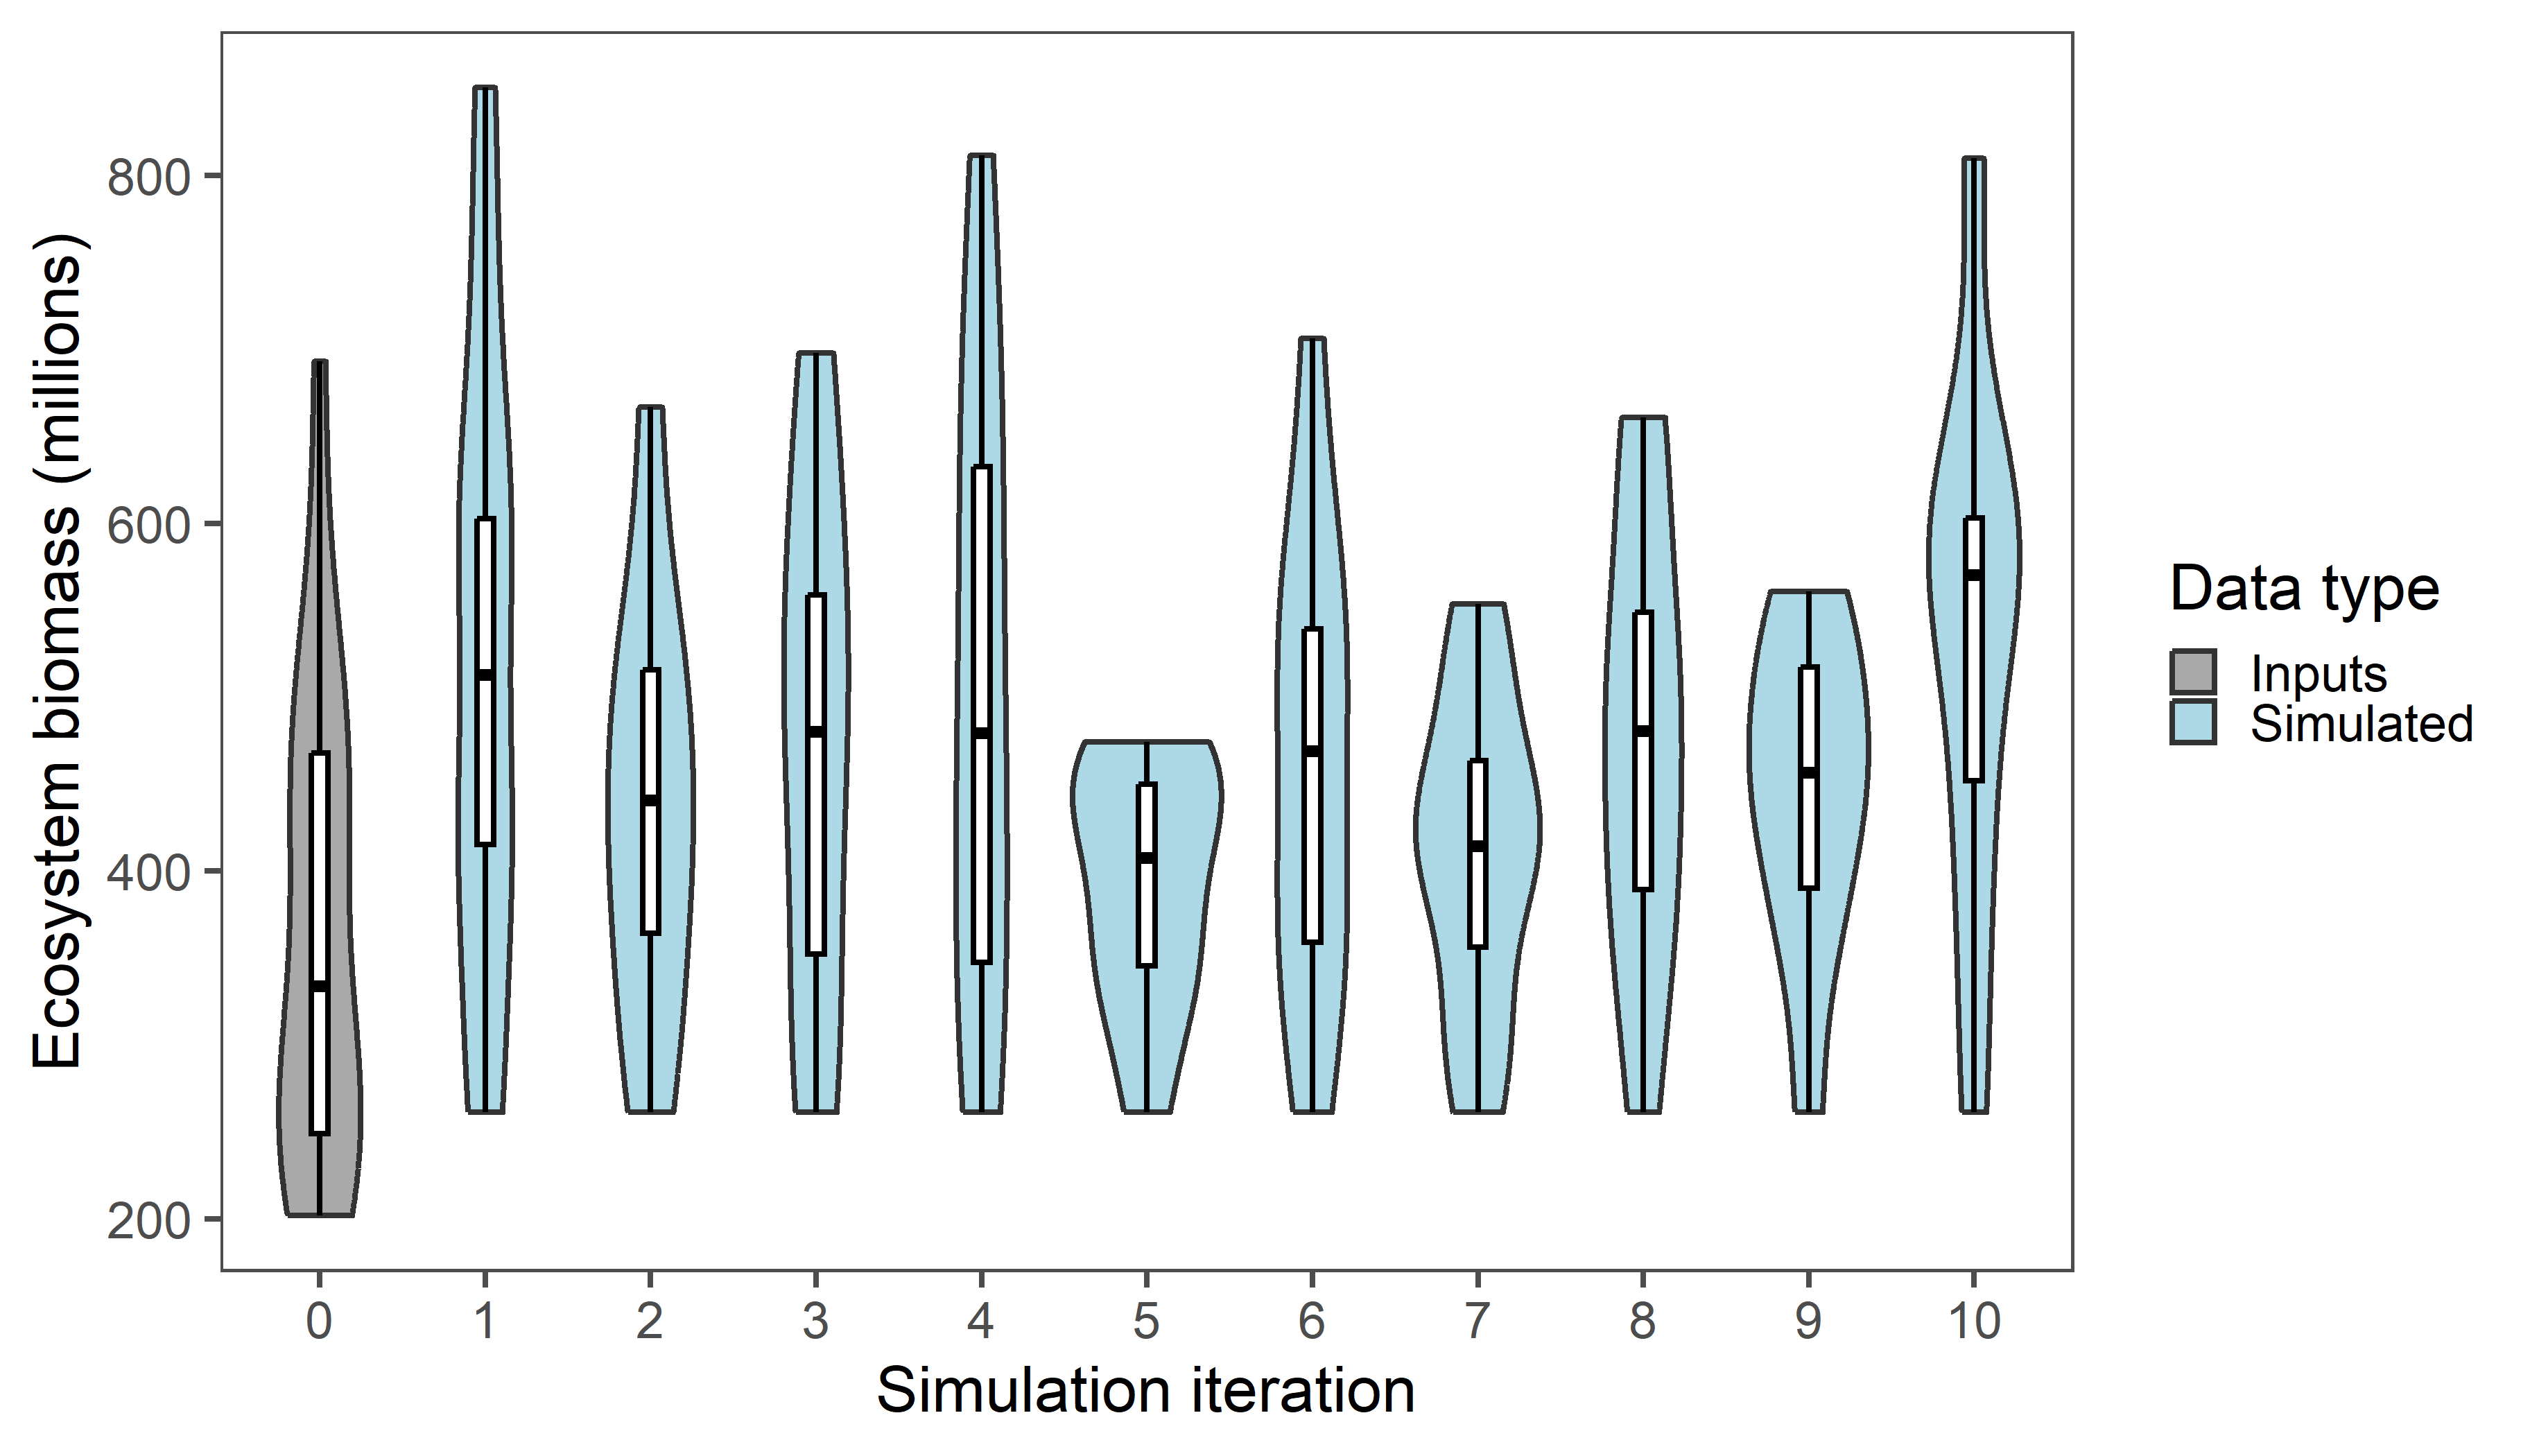 Ecosystem biomass (millions)
800
600
400
200
0 1 2 3 4 5 6 7 8 9 10
Simulation iteration
Data type
Inputs
Simulated